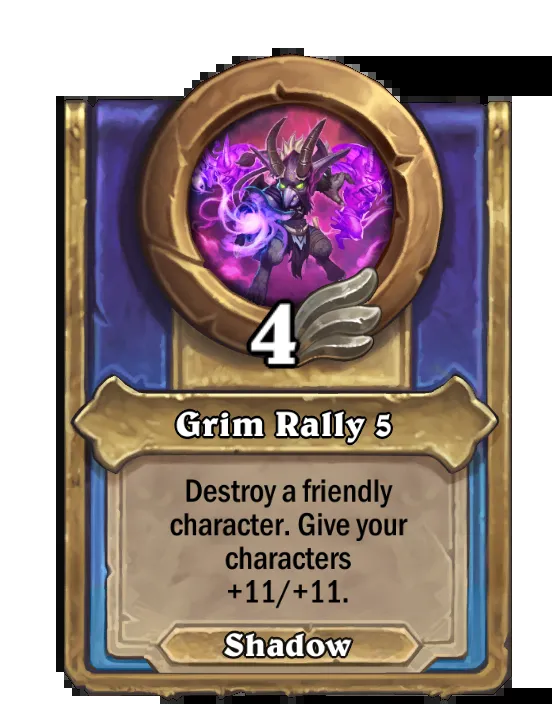 4
Grim Rally 5
Destroy a friendly
character. Give your
characters
+11/+11.
Shadow